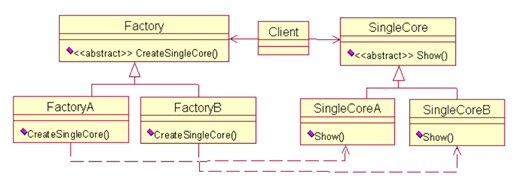 Factory
<<abstract>> CreateSingleCore()
Client
SingleCore
<<abstract>> Show()
FactoryA
CreateSingleCore()
FactoryB
CreateSingleCore()
SingleCoreA
Show()
SingleCoreB
Show()